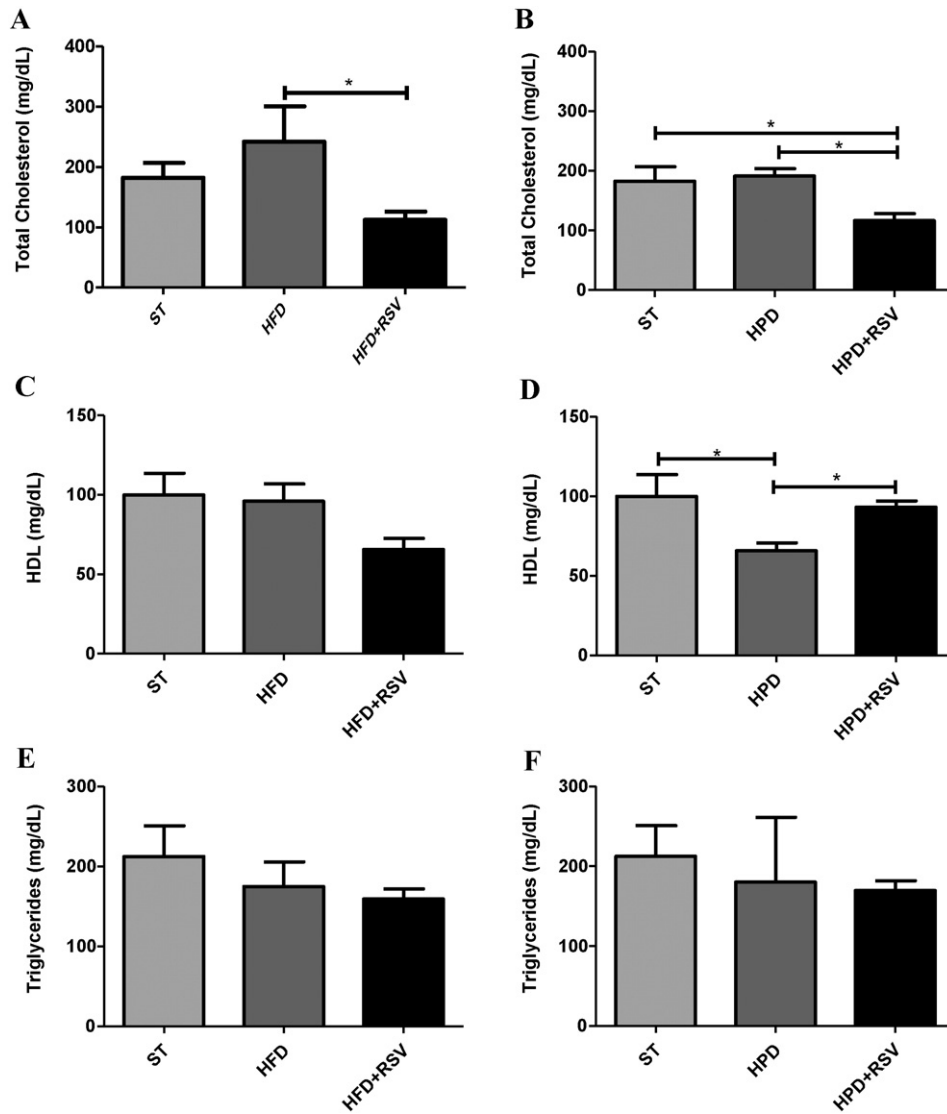 A
Total Cholesterol (mg/dL)
400
300
200
100
0
*
ST
HFD
HFD+RSV
B
Total Cholesterol (mg/dL)
400
300
200
100
0
*
*
ST
HPD
HPD+RSV
C
HDL (mg/dL)
150
100
50
0
ST
HFD
HFD+RSV
D
HDL (mg/dL)
150
100
50
0
*
*
ST
HPD
HPD+RSV
E
Triglycerides (mg/dL)
300
200
100
0
ST
HFD
HFD+RSV
F
Triglycerides (mg/dL)
300
200
100
0
ST
HPD
HPD+RSV